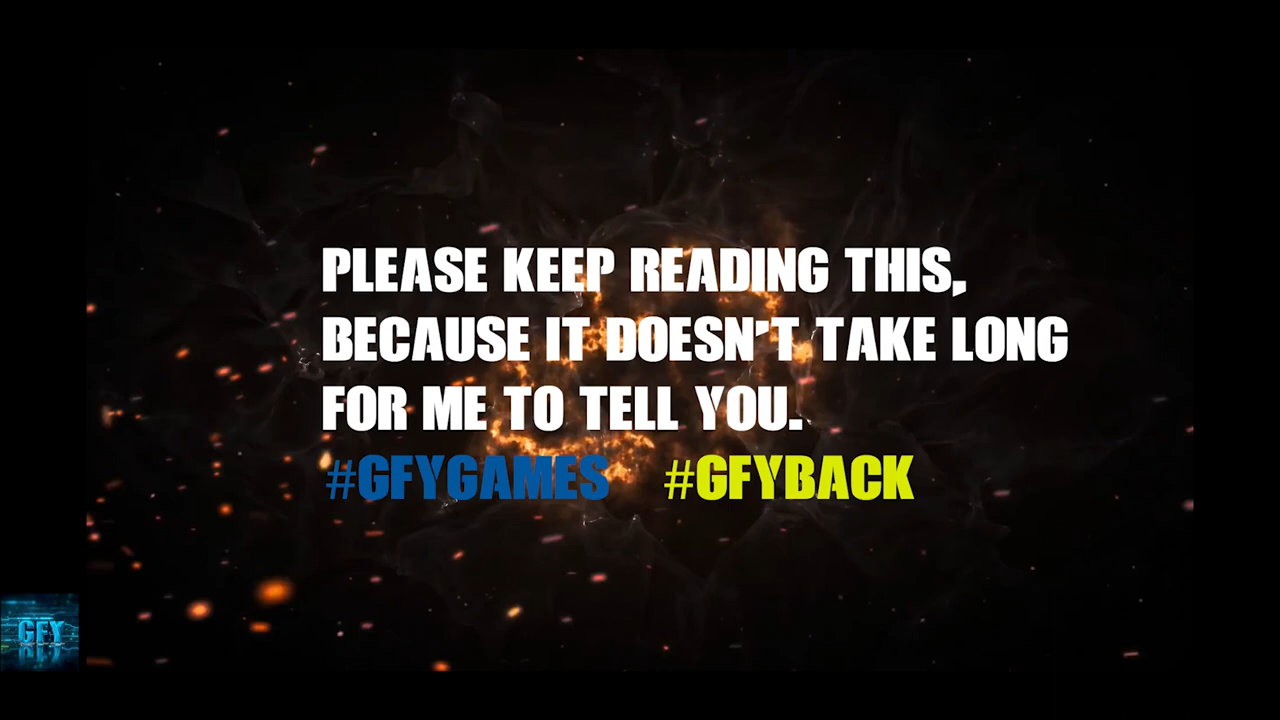 PLEASE KEEP READING THIS,
BECAUSE IT DOESN'T TAKE LONG
FOR ME TO TELL YOU.
#GFYGAMES #GFYBACK
GFY